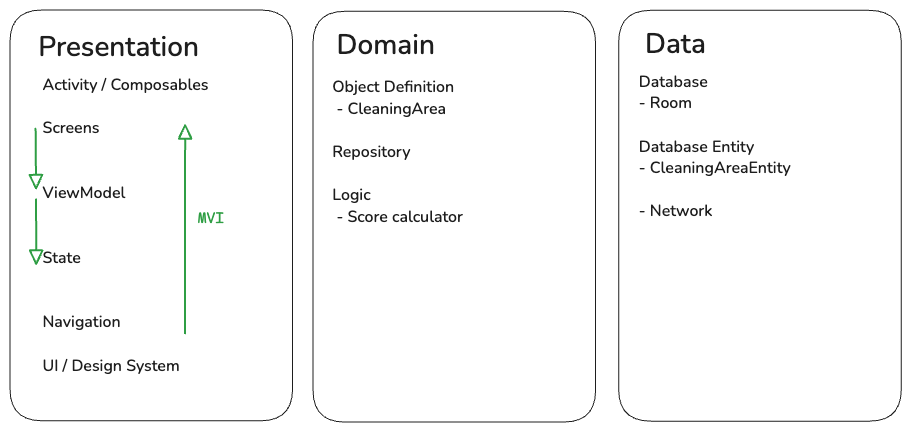 Presentation
Activity / Composables
Screens
ViewModel
MVI
State
Navigation
UI / Design System
Domain
Object Definition
- CleaningArea
Repository
Logic
- Score calculator
Data
Database
- Room
Database Entity
- CleaningAreaEntity
- Network